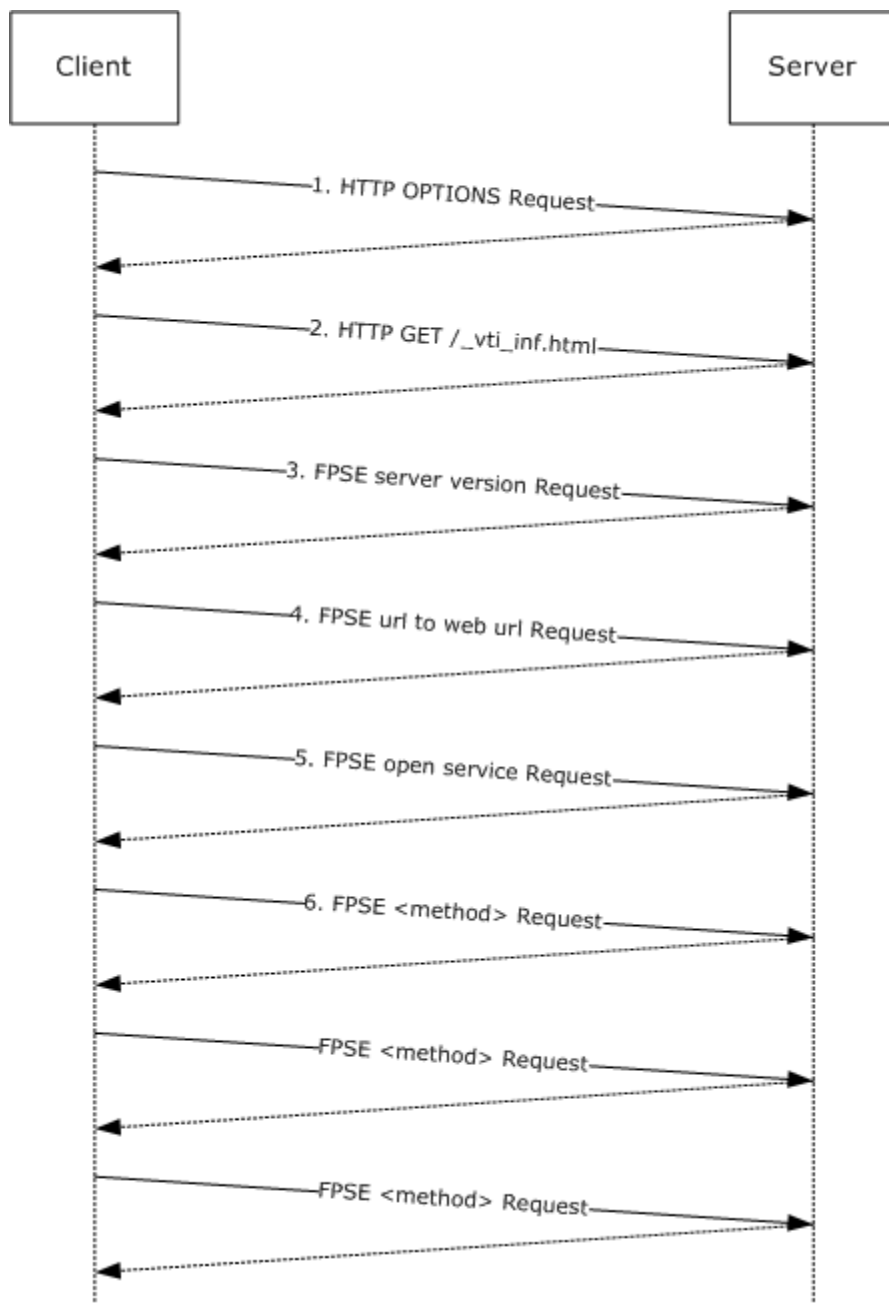 Client
Server
1. HTTP OPTIONS Request
2. HTTP GET /_vti_inf.html
3. FPSE server version Request
4. FPSE url to web url Request
5. FPSE open service Request
6. FPSE <method> Request
FPSE <method> Request
FPSE <method> Request